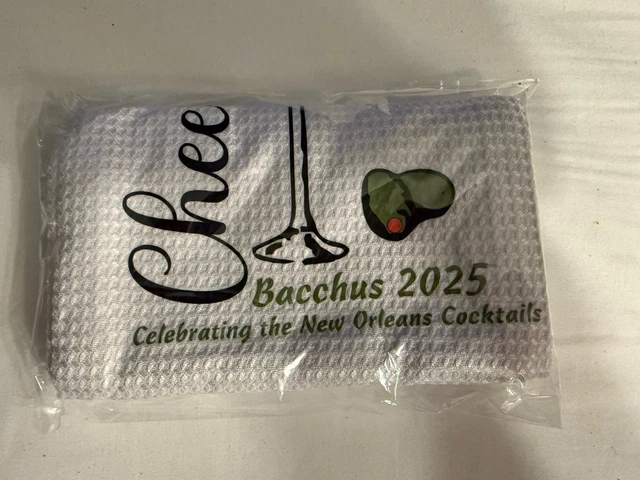 Chee
Bacchus 2025
Celebrating the New Orleans Cocktails